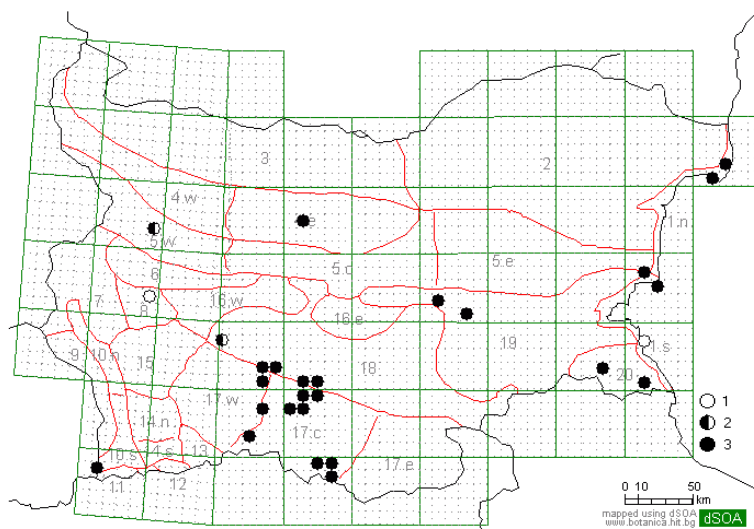 3
2
4.w
e
1.n.
5.w
5.c
5.e
6
7
8
16.w
16.e
1.s
9
10.n
15
18
19
20
17.w
1
14.n
17.c
2
10.s
14.s
13
17.e
3
11
12
0 10 50
km
mapped using dSOA
www.botanica.hit.bg
dSOA